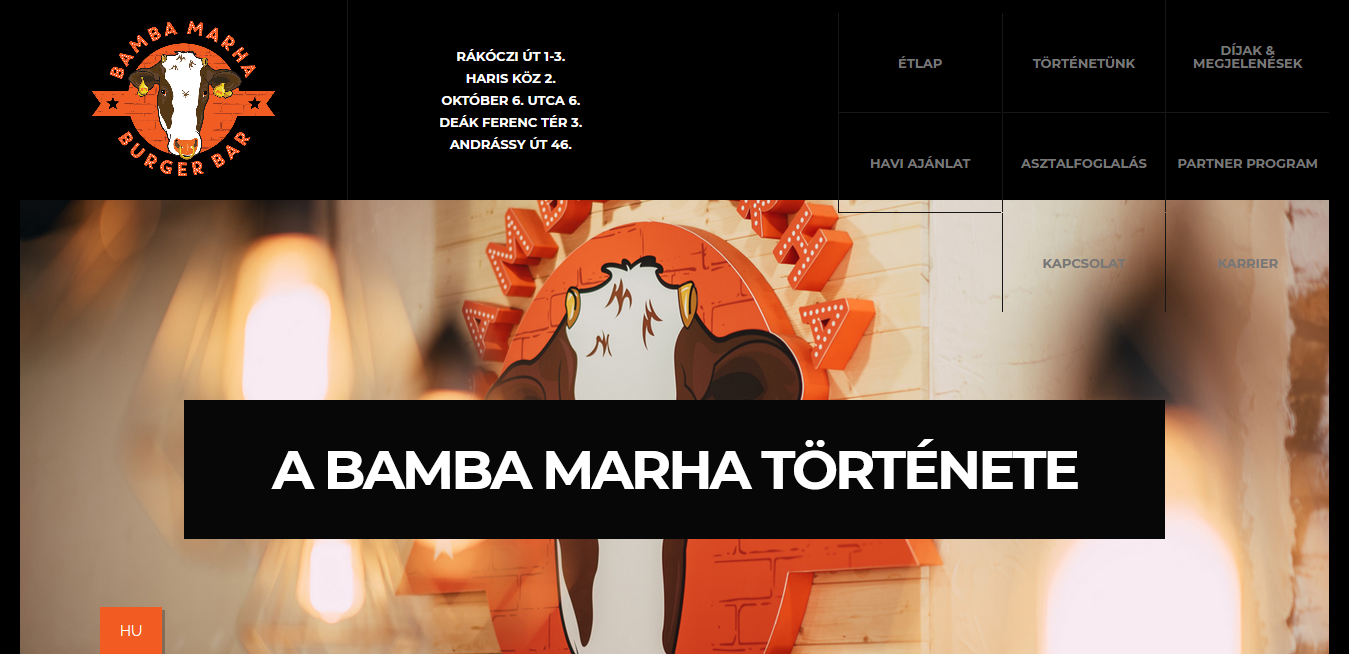 BAMBA MARHA
BURGER BAR
RÁKÓCZI ÚT 1-3.
HARIS KÖZ 2.
OKTÓBER 6. UTCA 6.
DEÁK FERENC TÉR 3.
ANDRÁSSY ÚT 46.
ÉTLAP
TÖRTÉNETÜNK
DÍJAK &
MEGJELENÉSEK
HAVI AJÁNLAT
ASZTALFOGLALÁS
PARTNER PROGRAM
KAPCSOLAT
KARRIER
A BAMBA MARHA TÖRTÉNETE
HU